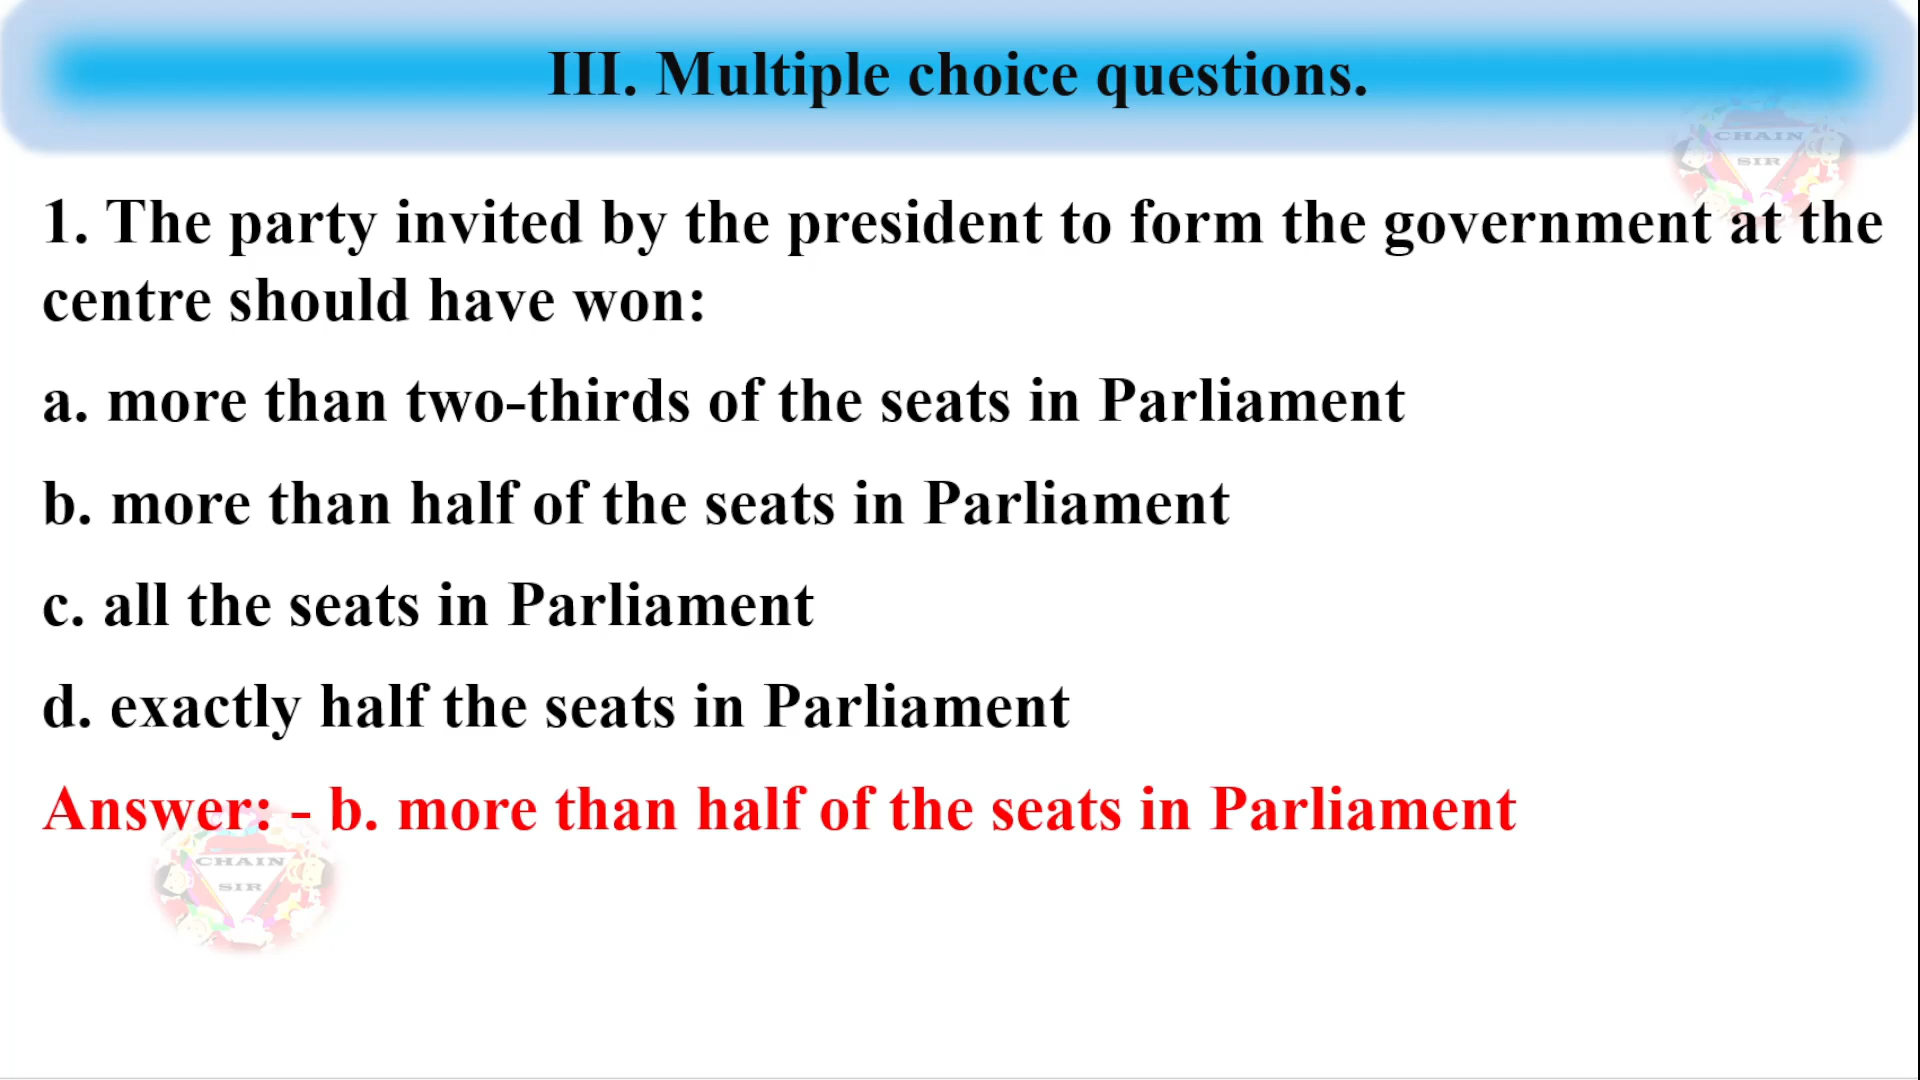 III. Multiple choice questions.
CHAIN
SIR
1. The party invited by the president to form the government at the
centre should have won:
a. more than two-thirds of the seats in Parliament
b. more than half of the seats in Parliament
c. all the seats in Parliament
d. exactly half the seats in Parliament
Answer: - b. more than half of the seats in Parliament
CHAIN
SIR